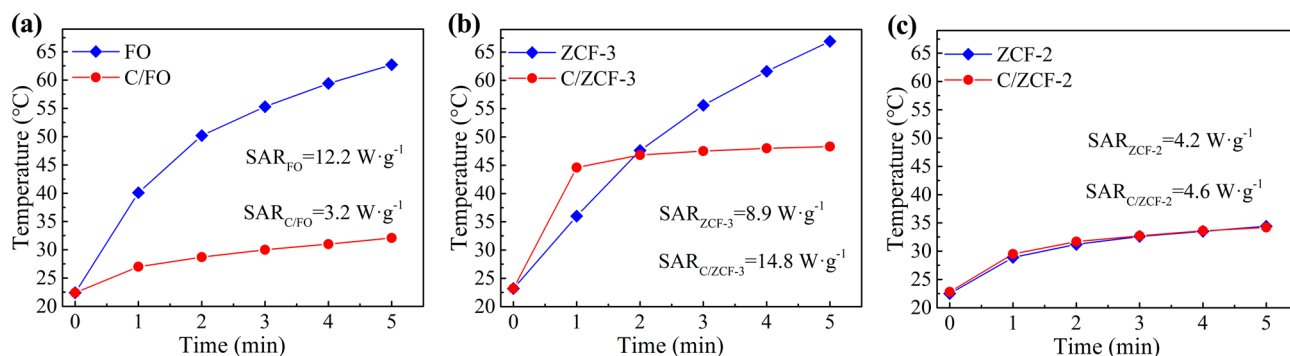 (a)
FO
C/FO
SAR_FO=12.2 W·g⁻¹
SAR_C/FO=3.2 W·g⁻¹
Temperature (°C)
65
60
55
50
45
40
35
30
25
20
0 1 2 3 4 5
Time (min)
(b)
ZCF-3
C/ZCF-3
SAR_ZCF-3=8.9 W·g⁻¹
SAR_C/ZCF-3=14.8 W·g⁻¹
Temperature (°C)
65
60
55
50
45
40
35
30
25
20
0 1 2 3 4 5
Time (min)
(c)
ZCF-2
C/ZCF-2
SAR_ZCF-2=4.2 W·g⁻¹
SAR_C/ZCF-2=4.6 W·g⁻¹
Temperature (°C)
65
60
55
50
45
40
35
30
25
20
0 1 2 3 4 5
Time (min)